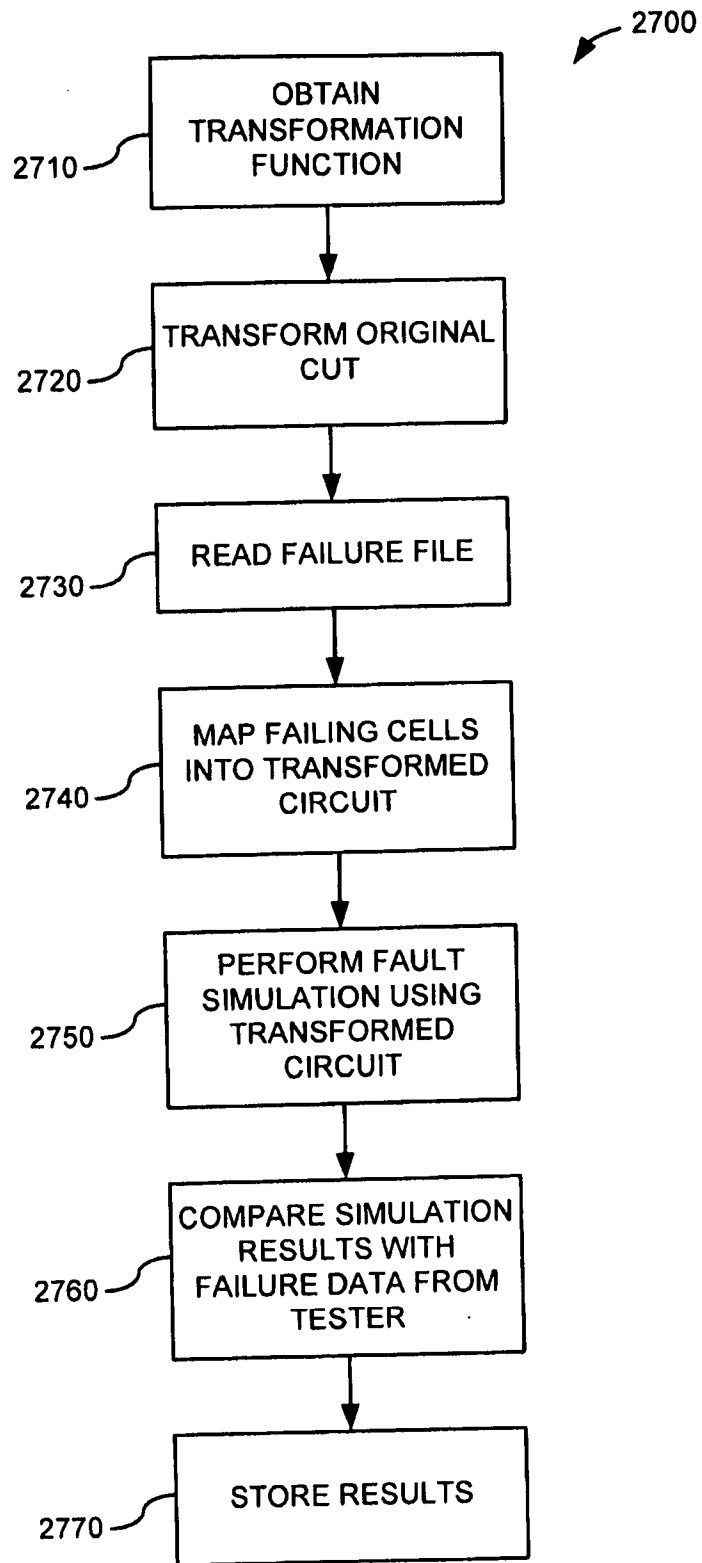 2700
OBTAIN
TRANSFORMATION
FUNCTION
2710
TRANSFORM ORIGINAL
CUT
2720
READ FAILURE FILE
2730
MAP FAILING CELLS
INTO TRANSFORMED
CIRCUIT
2740
PERFORM FAULT
SIMULATION USING
TRANSFORMED
CIRCUIT
2750
COMPARE SIMULATION
RESULTS WITH
FAILURE DATA FROM
TESTER
2760
STORE RESULTS
2770